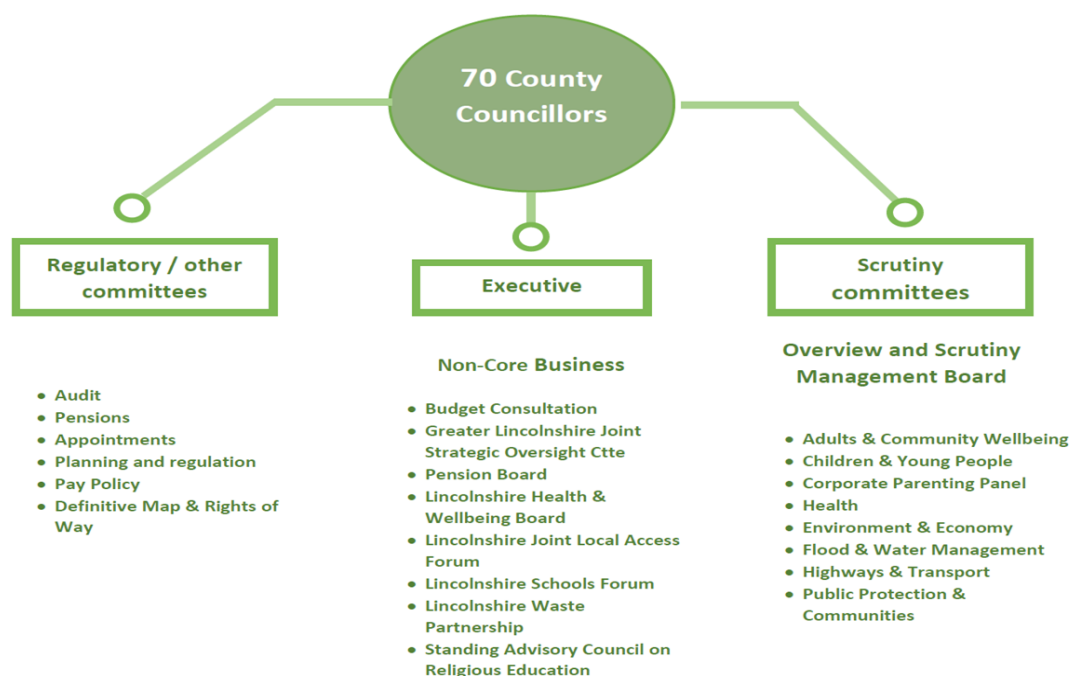 70 County
Councillors
Regulatory / other
committees
Audit
Pensions
Appointments
Planning and regulation
Pay Policy
Definitive Map & Rights of
Way
Executive
Non-Core Business
Budget Consultation
Greater Lincolnshire Joint
Strategic Oversight Ctte
Pension Board
Lincolnshire Health &
Wellbeing Board
Lincolnshire Joint Local Access
Forum
Lincolnshire Schools Forum
Lincolnshire Waste
Partnership
Standing Advisory Council on
Religious Education
Scrutiny
committees
Overview and Scrutiny
Management Board
Adults & Community Wellbeing
Children & Young People
Corporate Parenting Panel
Health
Environment & Economy
Flood & Water Management
Highways & Transport
Public Protection &
Communities